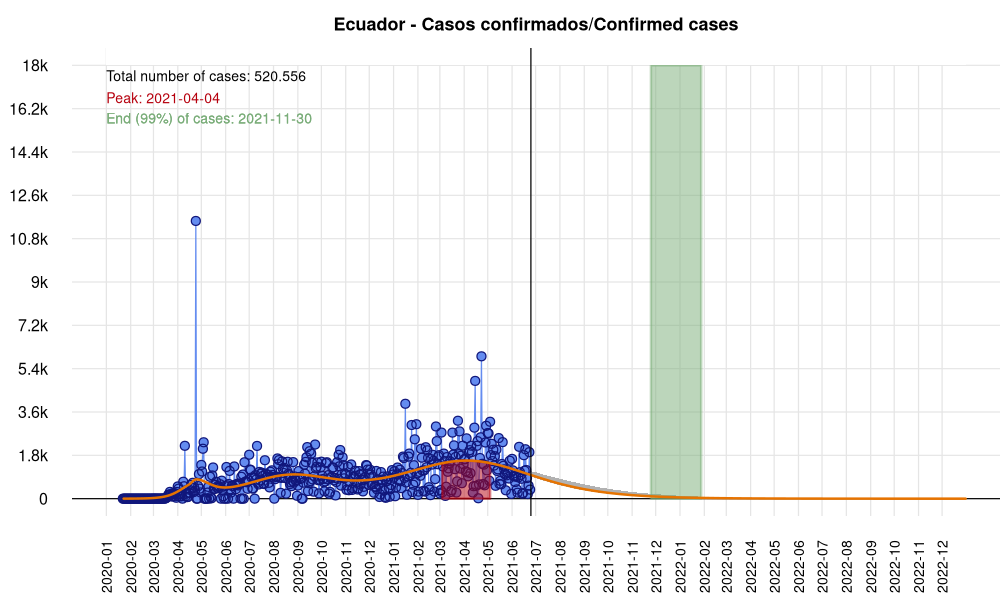 Ecuador - Casos confirmados/Confirmed cases
Total number of cases: 520.556
Peak: 2021-04-04
End (99%) of cases: 2021-11-30
18k
16.2k
14.4k
12.6k
10.8k
9k
7.2k
5.4k
3.6k
1.8k
0
2020-01
2020-02
2020-03
2020-04
2020-05
2020-06
2020-07
2020-08
2020-09
2020-10
2020-11
2020-12
2021-01
2021-02
2021-03
2021-04
2021-05
2021-06
2021-07
2021-08
2021-09
2021-10
2021-11
2021-12
2022-01
2022-02
2022-03
2022-04
2022-05
2022-06
2022-07
2022-08
2022-09
2022-10
2022-11
2022-12